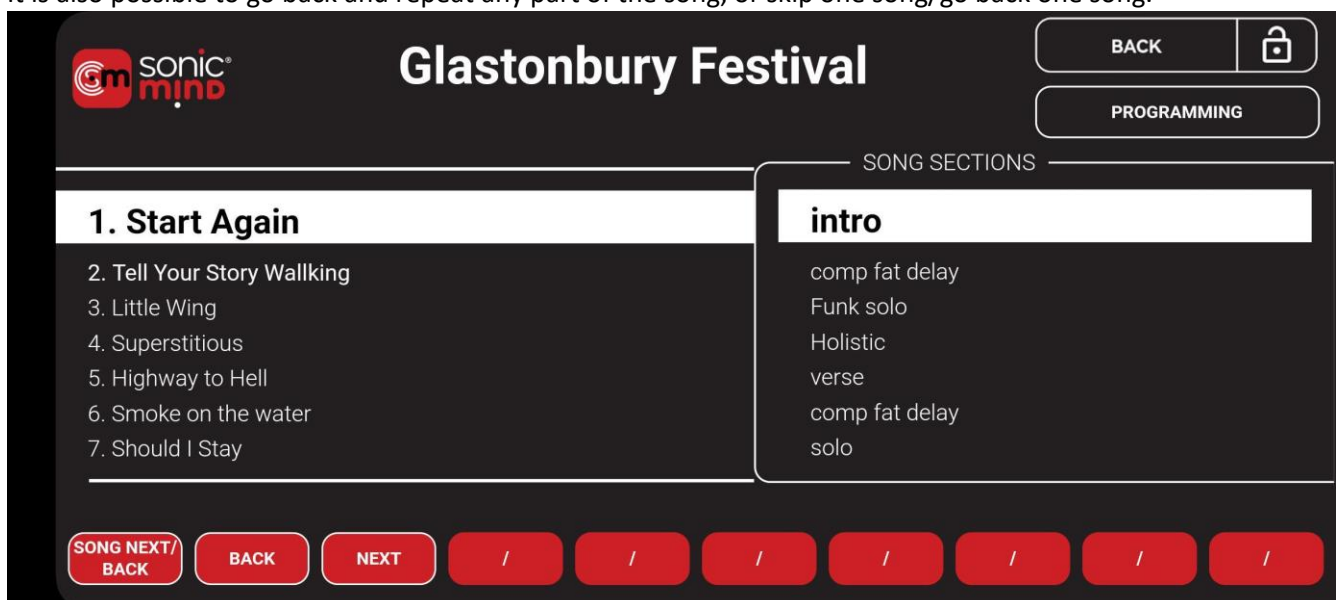 It is also possible to go back and repeat any part of the song, or skip one song/go back one song.
sonic®
mind
Glastonbury Festival
BACK
PROGRAMMING
SONG SECTIONS
1. Start Again
intro
2. Tell Your Story Wallking
comp fat delay
3. Little Wing
Funk solo
4. Superstitious
Holistic
5. Highway to Hell
verse
6. Smoke on the water
comp fat delay
7. Should I Stay
solo
SONG NEXT/
BACK
BACK
NEXT
/
/
/
/
/
/
/